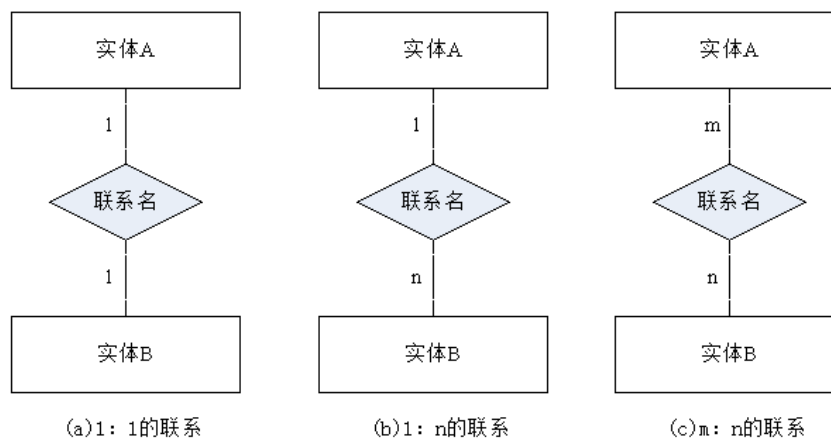 实体A
1
联系名
1
实体B
(a)1：1的联系
实体A
1
联系名
n
实体B
(b)1：n的联系
实体A
m
联系名
n
实体B
(c)m：n的联系